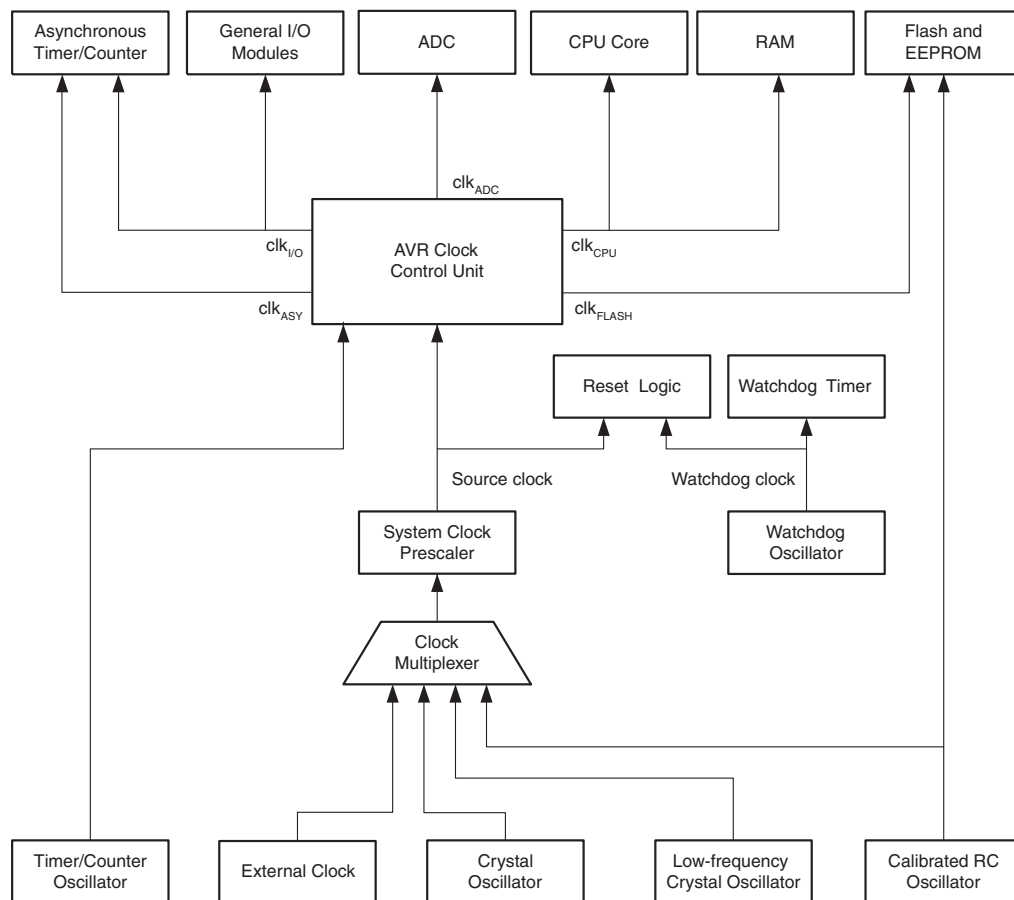 Asynchronous
Timer/Counter
General I/O
Modules
ADC
CPU Core
RAM
Flash and
EEPROM
clkADC
clkI/O
AVR Clock
Control Unit
clkCPU
clkASY
clkFLASH
Reset Logic
Watchdog Timer
Source clock
Watchdog clock
System Clock
Prescaler
Watchdog
Oscillator
Clock
Multiplexer
Timer/Counter
Oscillator
External Clock
Crystal
Oscillator
Low-frequency
Crystal Oscillator
Calibrated RC
Oscillator